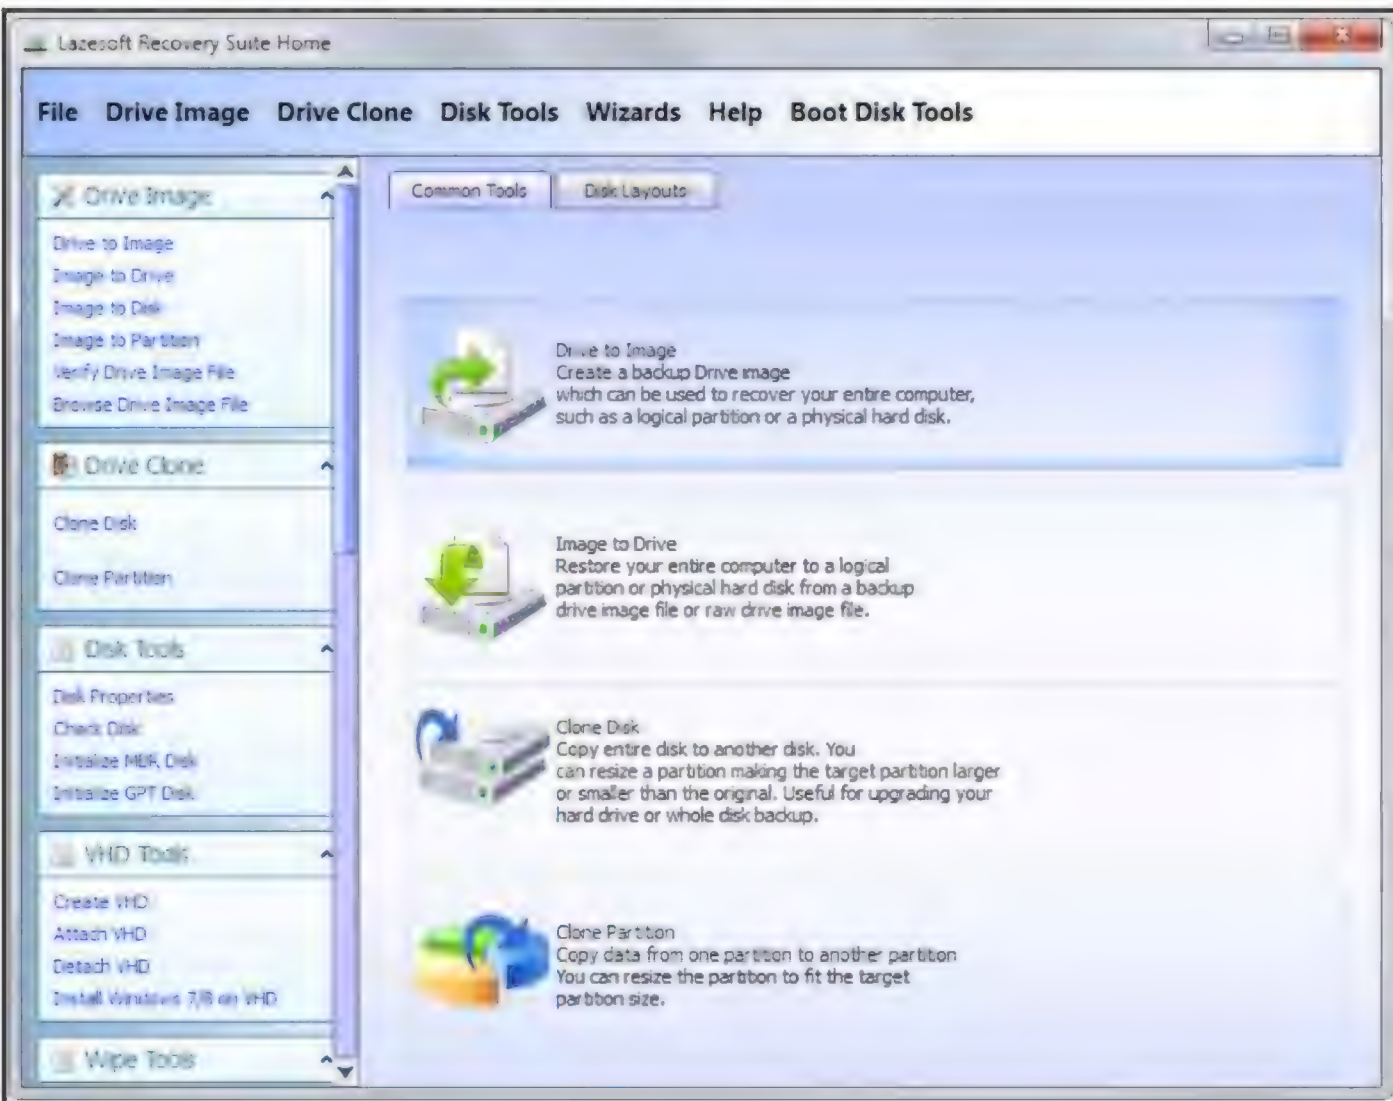 Lazesoft Recovery Suite Home
File Drive Image Drive Clone Disk Tools Wizards Help Boot Disk Tools
Drive Image
Drive to Image
Image to Drive
Image to Disk
Image to Partition
Verify Drive Image File
Browse Drive Image File
Drive Clone
Clone Disk
Clone Partition
Disk Tools
Disk Properties
Check Disk
Initialize MBR Disk
Initialize GPT Disk
VHD Tools
Create VHD
Attach VHD
Detach VHD
Install Windows 7/8 on VHD
Wipe Tools
Common Tools Disk Layouts
Drive to Image
Create a backup Drive image
which can be used to recover your entire computer,
such as a logical partition or a physical hard disk.
Image to Drive
Restore your entire computer to a logical
partition or physical hard disk from a backup
drive image file or raw drive image file.
Clone Disk
Copy entire disk to another disk. You
can resize a partition making the target partition larger
or smaller than the original. Useful for upgrading your
hard drive or whole disk backup.
Clone Partition
Copy data from one partition to another partition
You can resize the partition to fit the target
partition size.